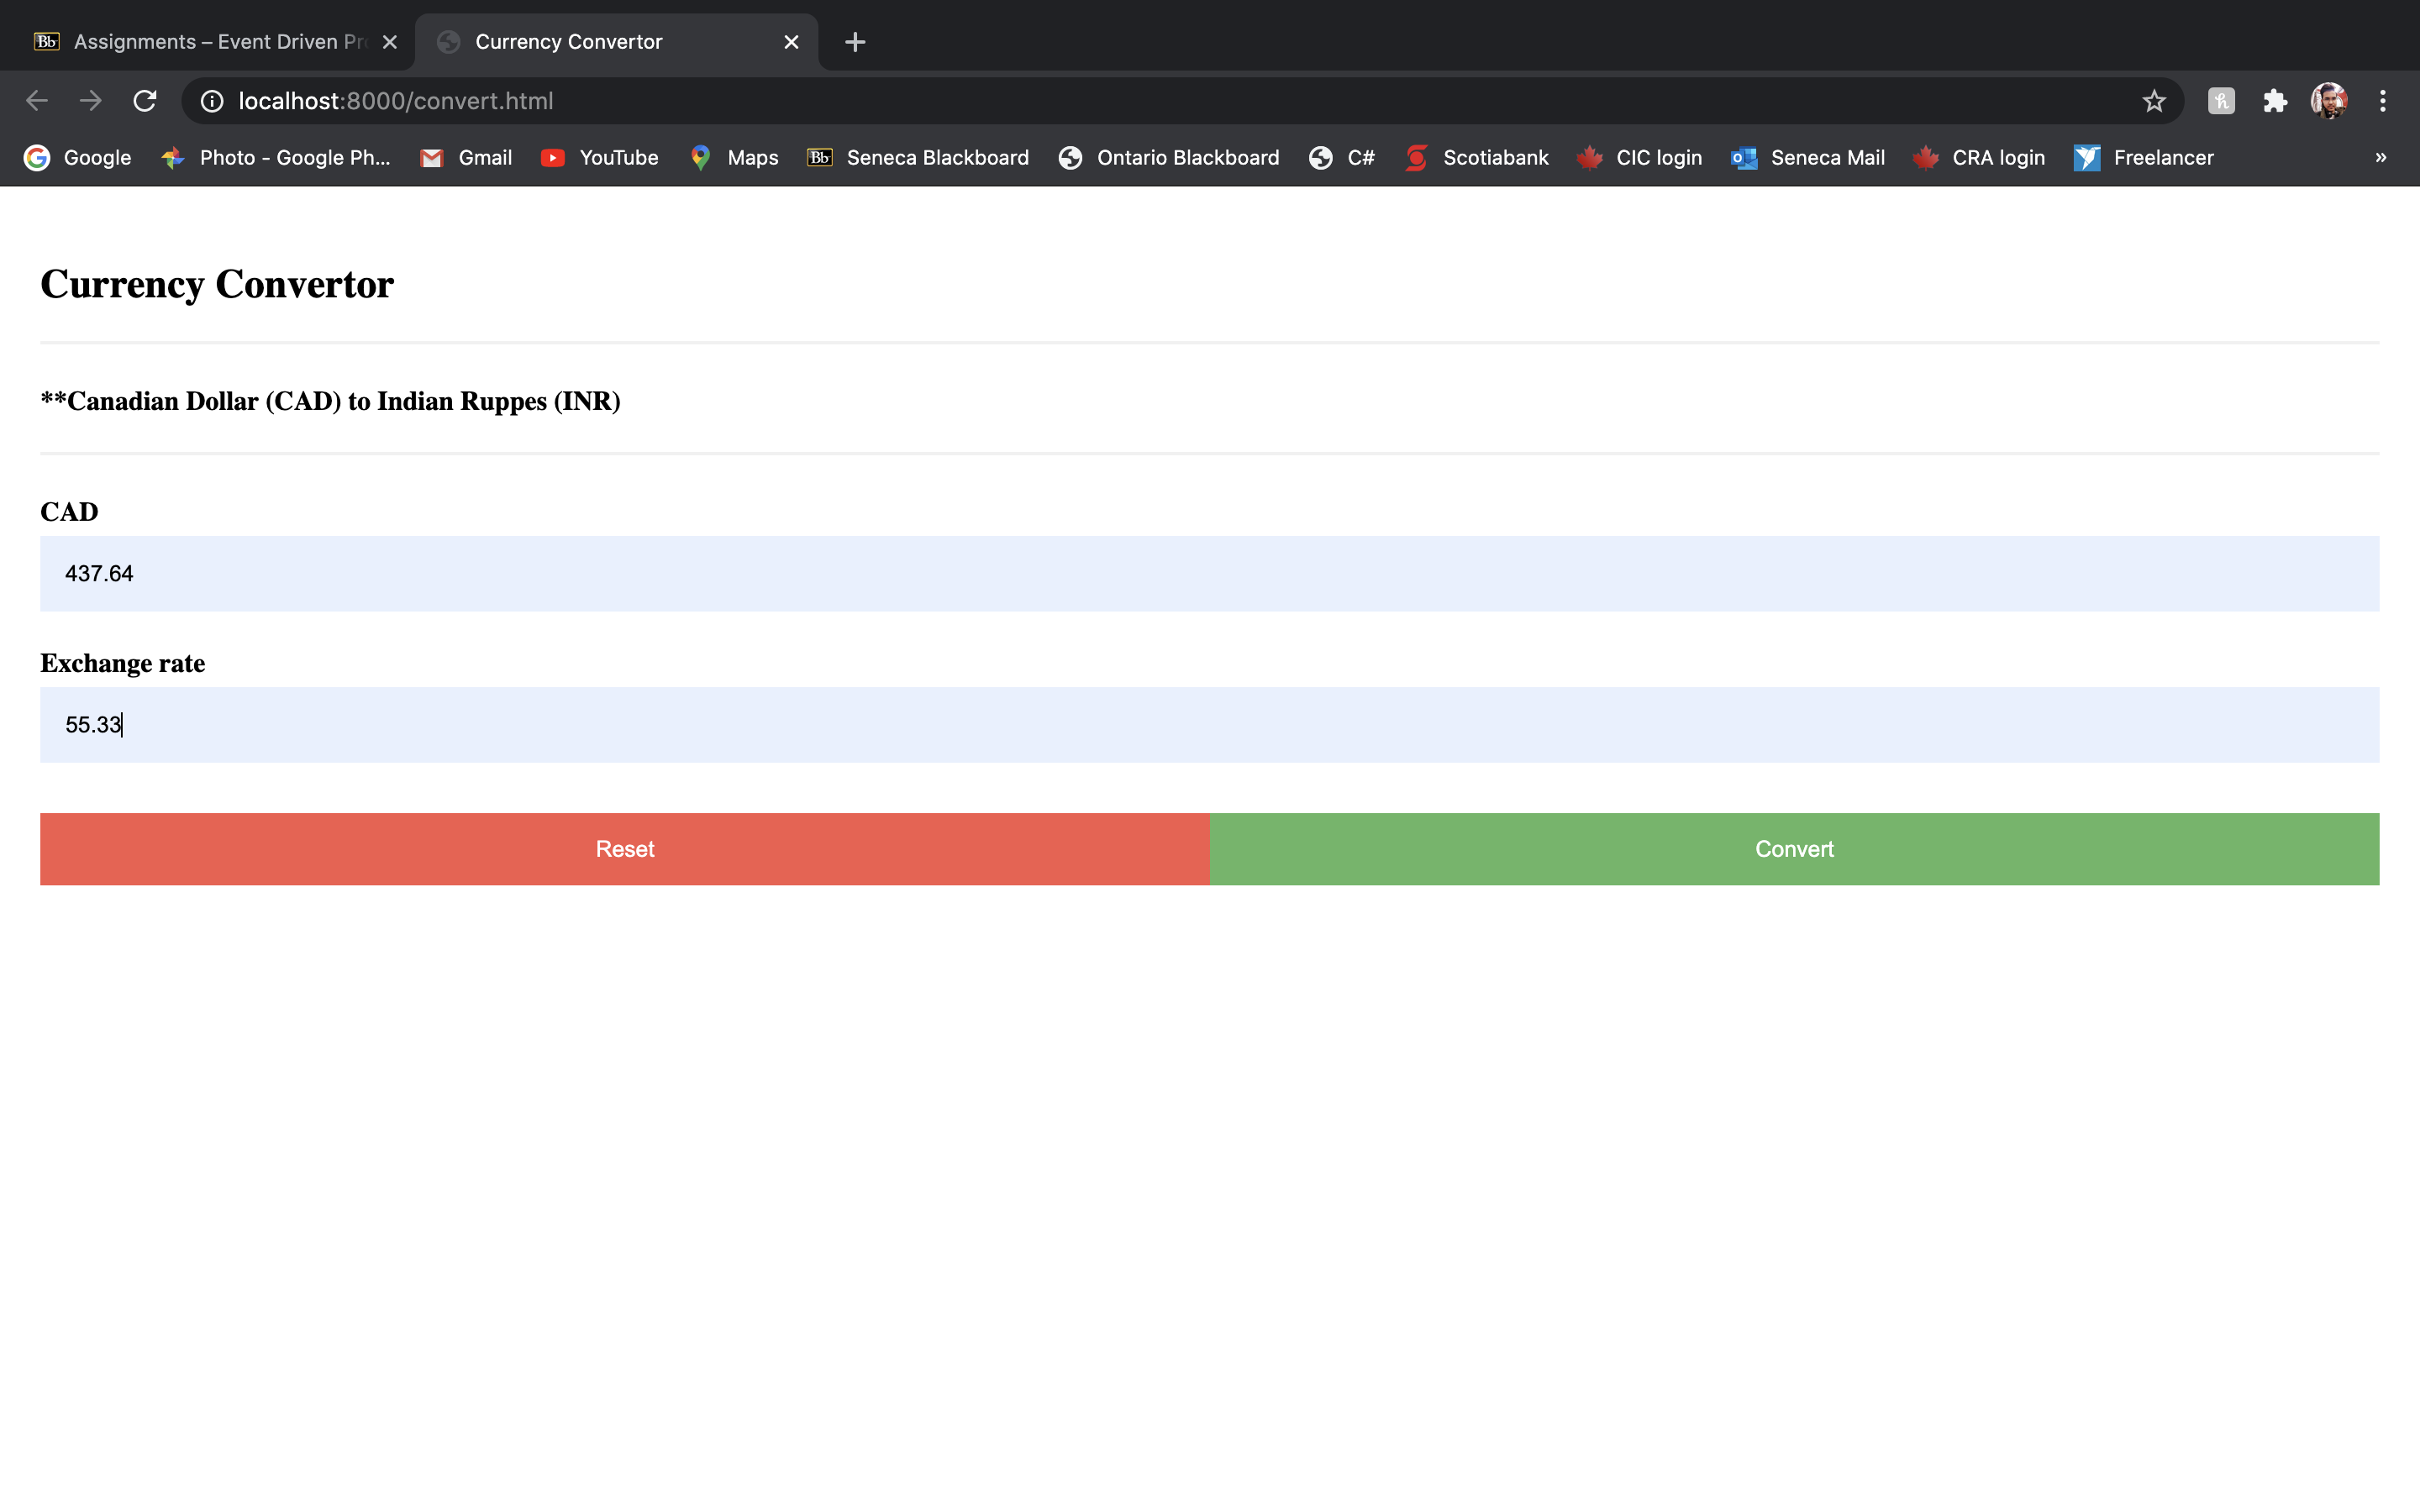 Bb Assignments – Event Driven Pr
Currency Convertor
localhost:8000/convert.html
Google Photo - Google Ph... Gmail YouTube Maps Bb Seneca Blackboard Ontario Blackboard C# Scotiabank CIC login Seneca Mail CRA login Freelancer »
Currency Convertor
**Canadian Dollar (CAD) to Indian Ruppes (INR)
CAD
437.64
Exchange rate
55.33
Reset Convert